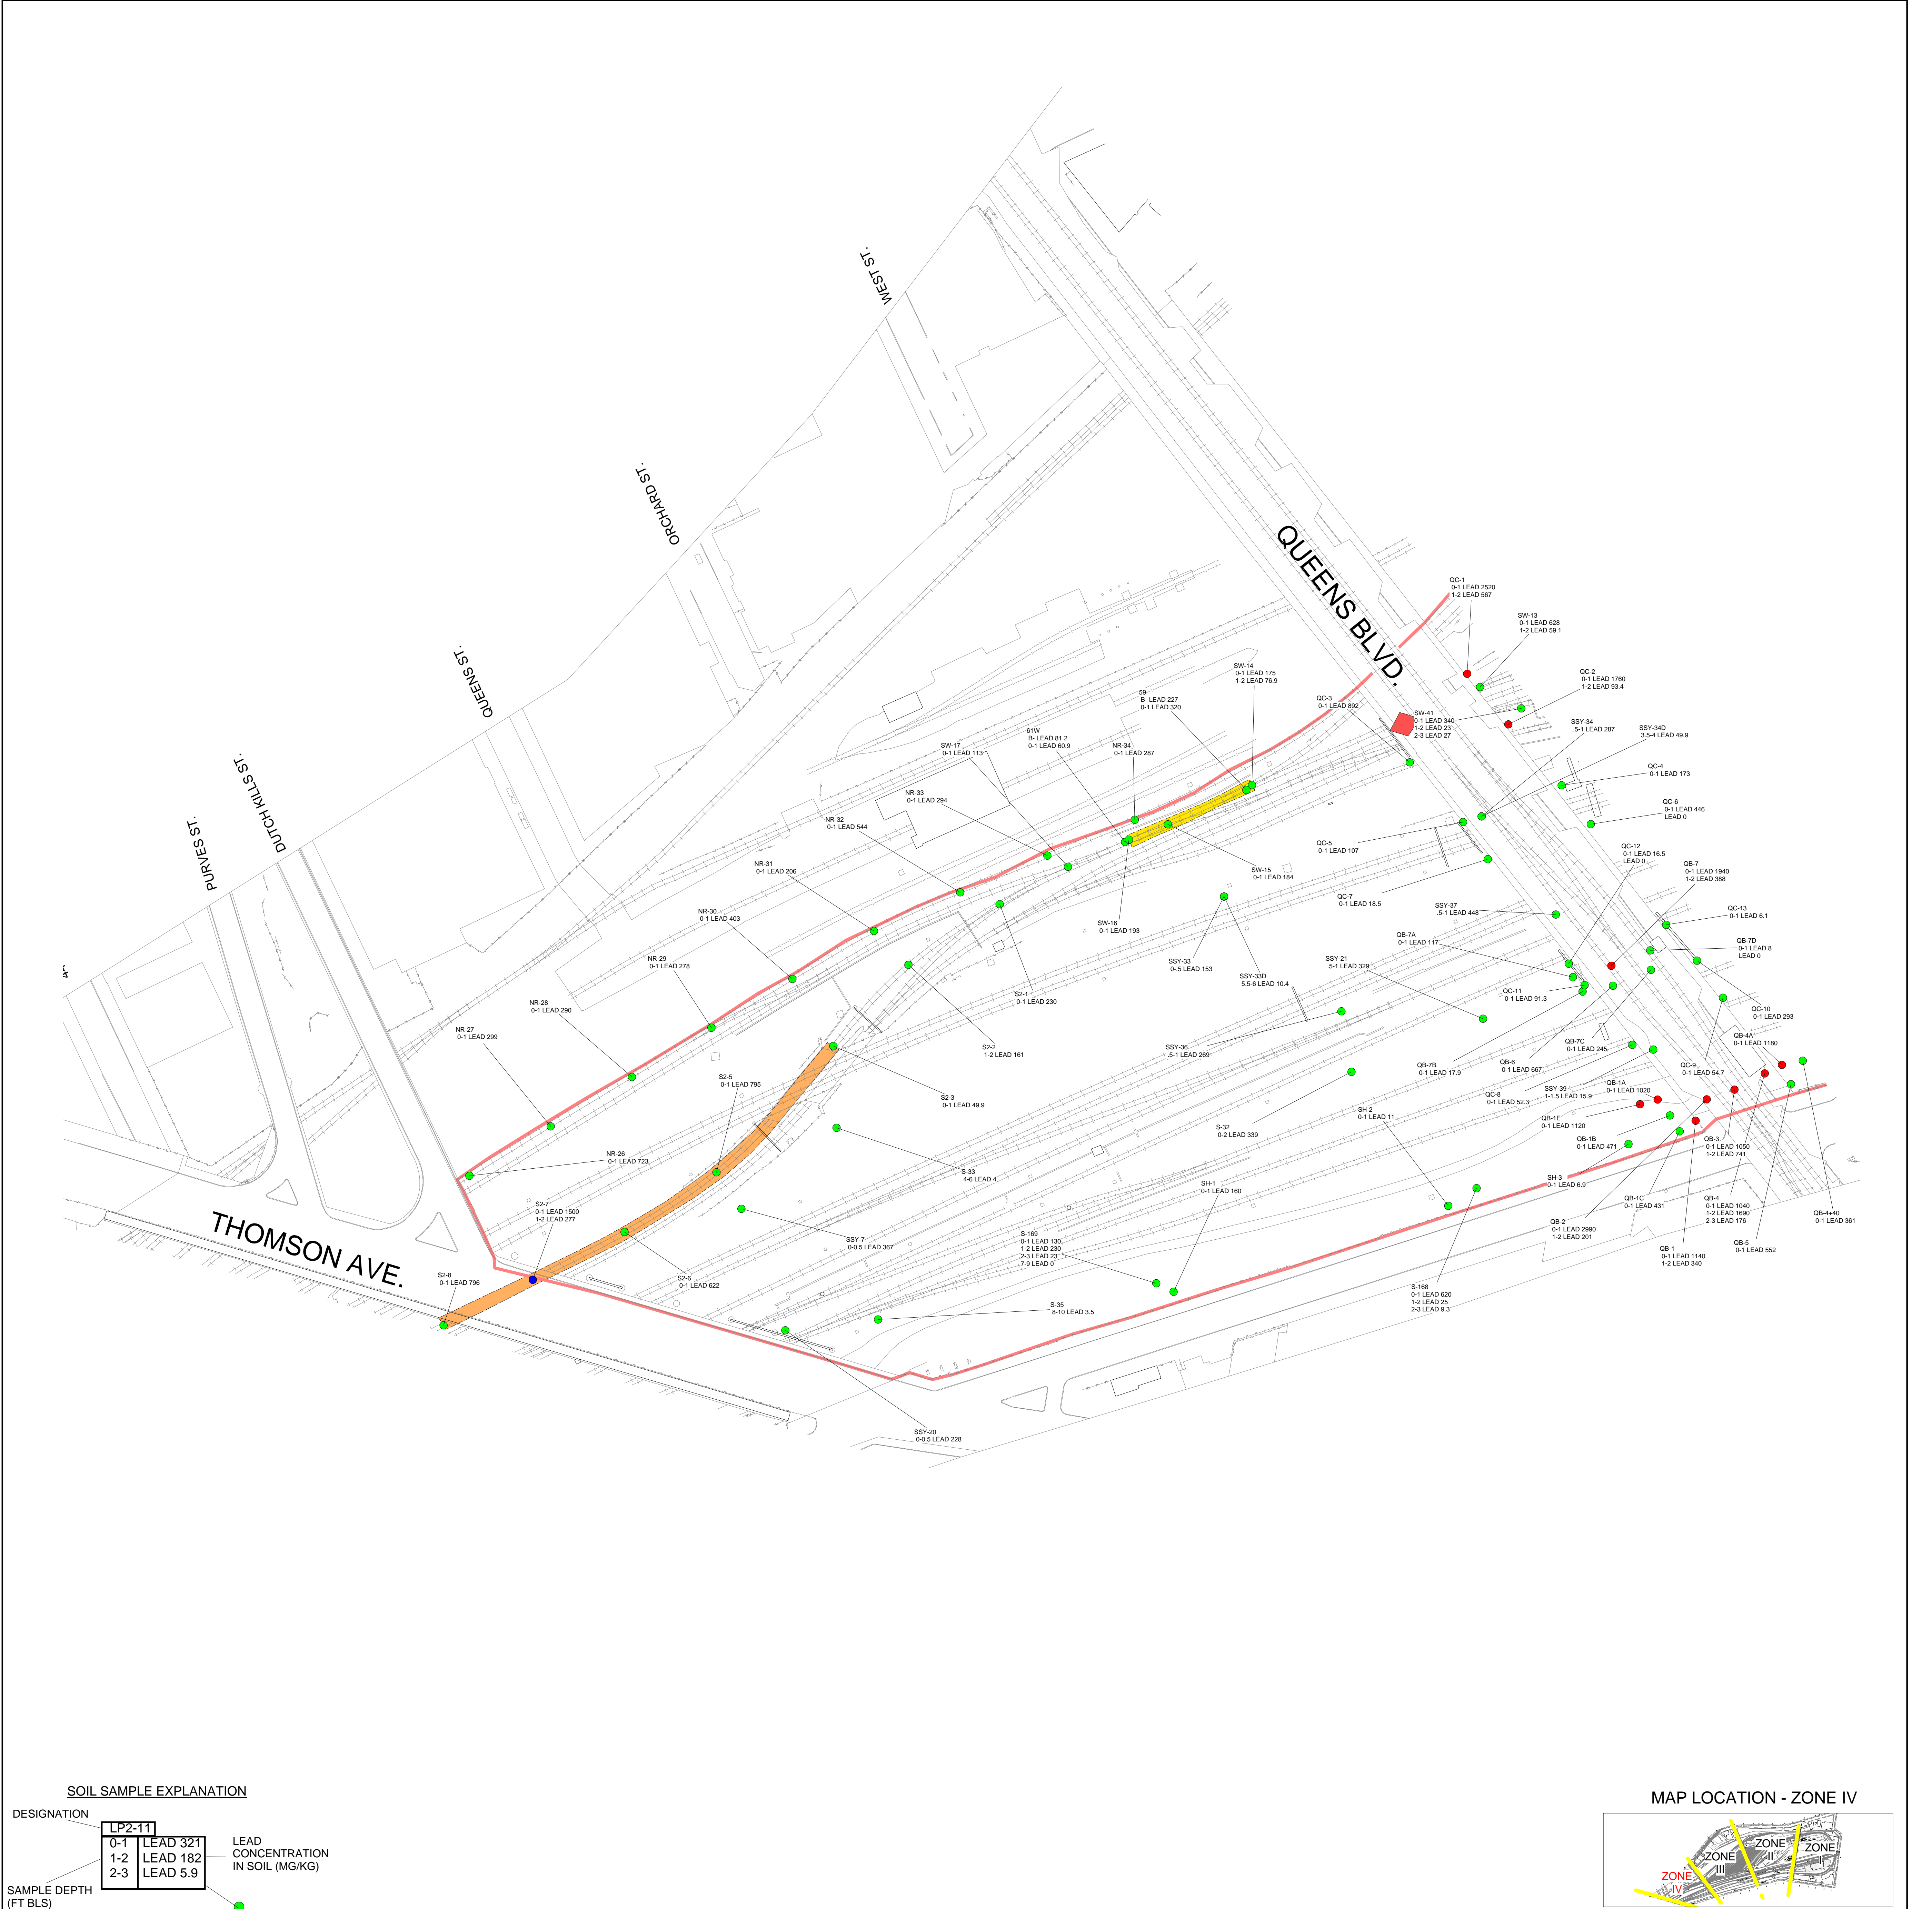 WEST ST.
ORCHARD ST.
QUEENS ST.
DUTCH KILLS ST.
PURVES ST.
THOMSON AVE.
QUEENS BLVD.
QC-1
0-1 LEAD 2520
1-2 LEAD 567
SW-13
0-1 LEAD 628
1-2 LEAD 59.1
QC-2
0-1 LEAD 1760
1-2 LEAD 93.4
SW-14
0-1 LEAD 175
1-2 LEAD 76.9
59
B- LEAD 227
0-1 LEAD 320
QC-3
0-1 LEAD 892
SW-41
0-1 LEAD 340
1-2 LEAD 23
2-3 LEAD 27
SSY-34
.5-1 LEAD 287
SSY-34D
3.5-4 LEAD 49.9
61W
B- LEAD 81.2
0-1 LEAD 60.9
SW-17
0-1 LEAD 113
NR-34
0-1 LEAD 287
QC-4
0-1 LEAD 173
QC-6
0-1 LEAD 446
LEAD 0
NR-33
0-1 LEAD 294
NR-32
0-1 LEAD 544
QC-5
0-1 LEAD 107
QC-12
0-1 LEAD 16.5
LEAD 0
QB-7
0-1 LEAD 1940
1-2 LEAD 388
NR-31
0-1 LEAD 206
SW-15
0-1 LEAD 184
QC-7
0-1 LEAD 18.5
SSY-37
.5-1 LEAD 448
QC-13
0-1 LEAD 6.1
NR-30
0-1 LEAD 403
SW-16
0-1 LEAD 193
QB-7A
0-1 LEAD 117
QB-7D
0-1 LEAD 8
LEAD 0
NR-29
0-1 LEAD 278
SSY-33
0-.5 LEAD 153
SSY-33D
5.5-6 LEAD 10.4
SSY-21
.5-1 LEAD 329
S2-1
0-1 LEAD 230
QC-11
0-1 LEAD 91.3
NR-28
0-1 LEAD 290
QC-10
0-1 LEAD 293
NR-27
0-1 LEAD 299
S2-2
1-2 LEAD 161
SSY-36
.5-1 LEAD 269
QB-7C
0-1 LEAD 245
QB-4A
0-1 LEAD 1180
QB-7B
0-1 LEAD 17.9
QB-6
0-1 LEAD 667
QC-9
0-1 LEAD 54.7
S2-5
0-1 LEAD 795
SSY-39
1-1.5 LEAD 15.9
QB-1A
0-1 LEAD 1020
QC-8
0-1 LEAD 52.3
S2-3
0-1 LEAD 49.9
SH-2
0-1 LEAD 11
QB-1E
0-1 LEAD 1120
S-32
0-2 LEAD 339
QB-1B
0-1 LEAD 471
QB-3
0-1 LEAD 1050
1-2 LEAD 741
NR-26
0-1 LEAD 723
S-33
4-6 LEAD 4
SH-1
0-1 LEAD 160
SH-3
0-1 LEAD 6.9
QB-1C
0-1 LEAD 431
QB-4
0-1 LEAD 1040
1-2 LEAD 1690
2-3 LEAD 176
QB-4+40
0-1 LEAD 361
S2-7
0-1 LEAD 1500
1-2 LEAD 277
QB-2
0-1 LEAD 2990
1-2 LEAD 201
SSY-7
0-0.5 LEAD 367
S-169
0-1 LEAD 130
1-2 LEAD 230
2-3 LEAD 23
7-9 LEAD 0
QB-5
0-1 LEAD 552
QB-1
0-1 LEAD 1140
1-2 LEAD 340
S2-8
0-1 LEAD 796
S2-6
0-1 LEAD 622
S-168
0-1 LEAD 620
1-2 LEAD 25
2-3 LEAD 9.3
S-35
8-10 LEAD 3.5
SSY-20
0-0.5 LEAD 228
SOIL SAMPLE EXPLANATION
DESIGNATION
LP2-11
0-1 LEAD 321
1-2 LEAD 182
2-3 LEAD 5.9
LEAD
CONCENTRATION
IN SOIL (MG/KG)
SAMPLE DEPTH
(FT BLS)
MAP LOCATION - ZONE IV
ZONE
IV
ZONE
III
ZONE
II
ZONE
I